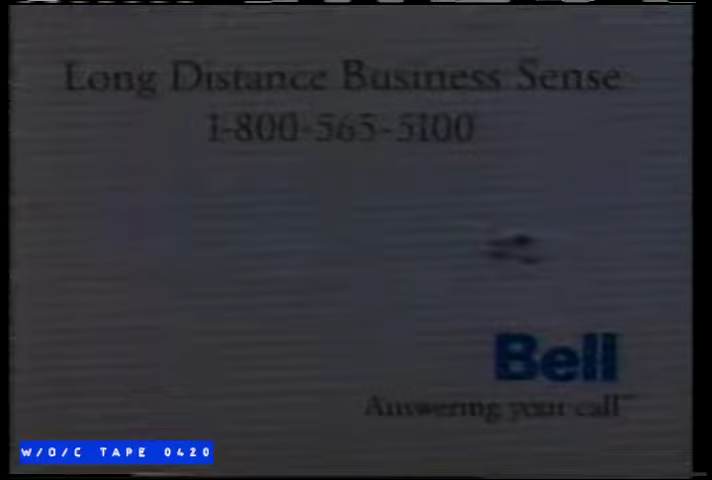 Long Distance Business Sense
1-800-565-5100
Bell
Answering your call™
W/O/C TAPE 0420